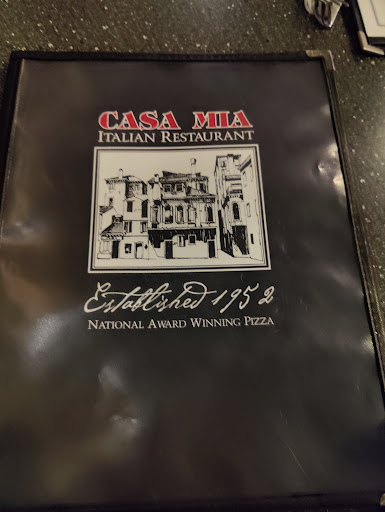 CASA MIA
ITALIAN RESTAURANT
Established 1952
NATIONAL AWARD WINNING PIZZA